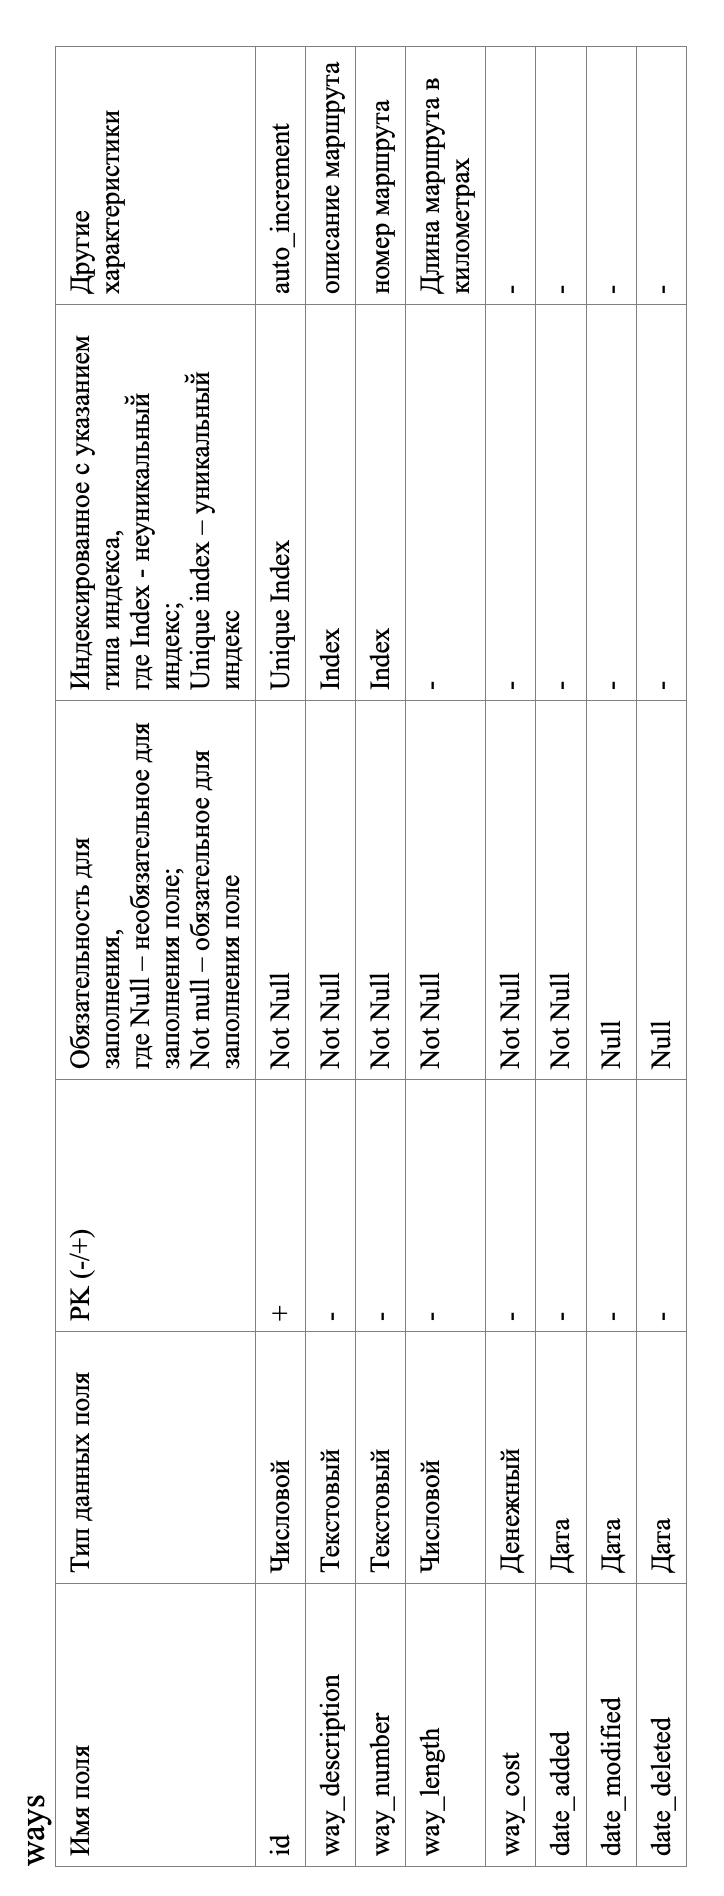 ways
Имя поля
Тип данных поля
PK (-/+)
Обязательность для
заполнения,
где Null – необязательное для
заполнения поле;
Not null – обязательное для
заполнения поле
Индексированное с указанием
типа индекса,
где Index - неуникальный
индекс;
Unique index – уникальный
индекс
Другие
характеристики
id
Числовой
+
Not Null
Unique Index
auto_increment
way_description
Текстовый
-
Not Null
Index
описание маршрута
way_number
Текстовый
-
Not Null
Index
номер маршрута
way_length
Числовой
-
Not Null
-
Длина маршрута в
километрах
way_cost
Денежный
-
Not Null
-
-
date_added
Дата
-
Not Null
-
-
date_modified
Дата
-
Null
-
-
date_deleted
Дата
-
Null
-
-